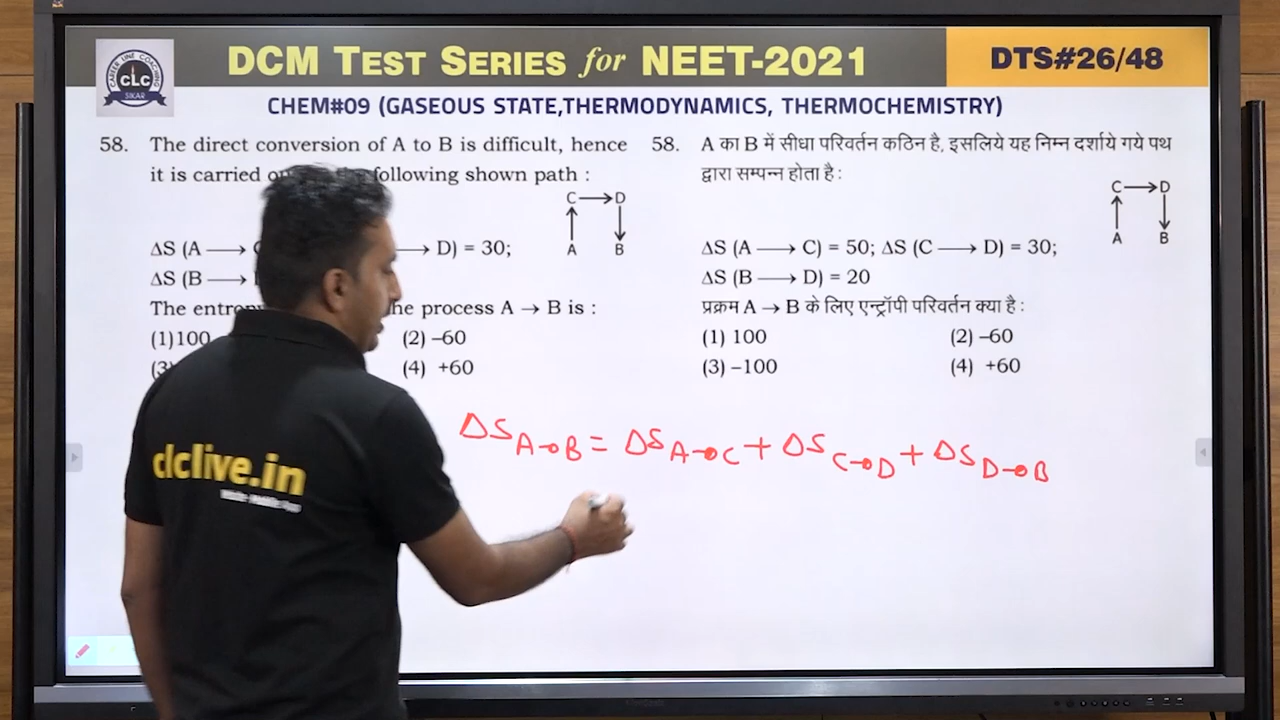 DCM TEST SERIES for NEET-2021
DTS#26/48
CAREER LINE COACHING
CLC
SIKAR
CHEM#09 (GASEOUS STATE,THERMODYNAMICS, THERMOCHEMISTRY)
58. The direct conversion of A to B is difficult, hence
it is carried following shown path :
C → D
↑ ↓
A B
ΔS (A ⟶ ⟶ D) = 30;
ΔS (B ⟶
The he process A → B is :
(1)100 (2) –60
(4) +60
58. A का B में सीधा परिवर्तन कठिन है, इसलिये यह निम्न दर्शाये गये पथ
द्वारा सम्पन्न होता है :
C → D
↑ ↓
A B
ΔS (A ⟶ C) = 50; ΔS (C ⟶ D) = 30;
ΔS (B ⟶ D) = 20
प्रक्रम A → B के लिए एन्ट्रॉपी परिवर्तन क्या है :
(1) 100 (2) –60
(3) –100 (4) +60
ΔS A→B = ΔS A→C + ΔS C→D + ΔS D→B
clclive.in